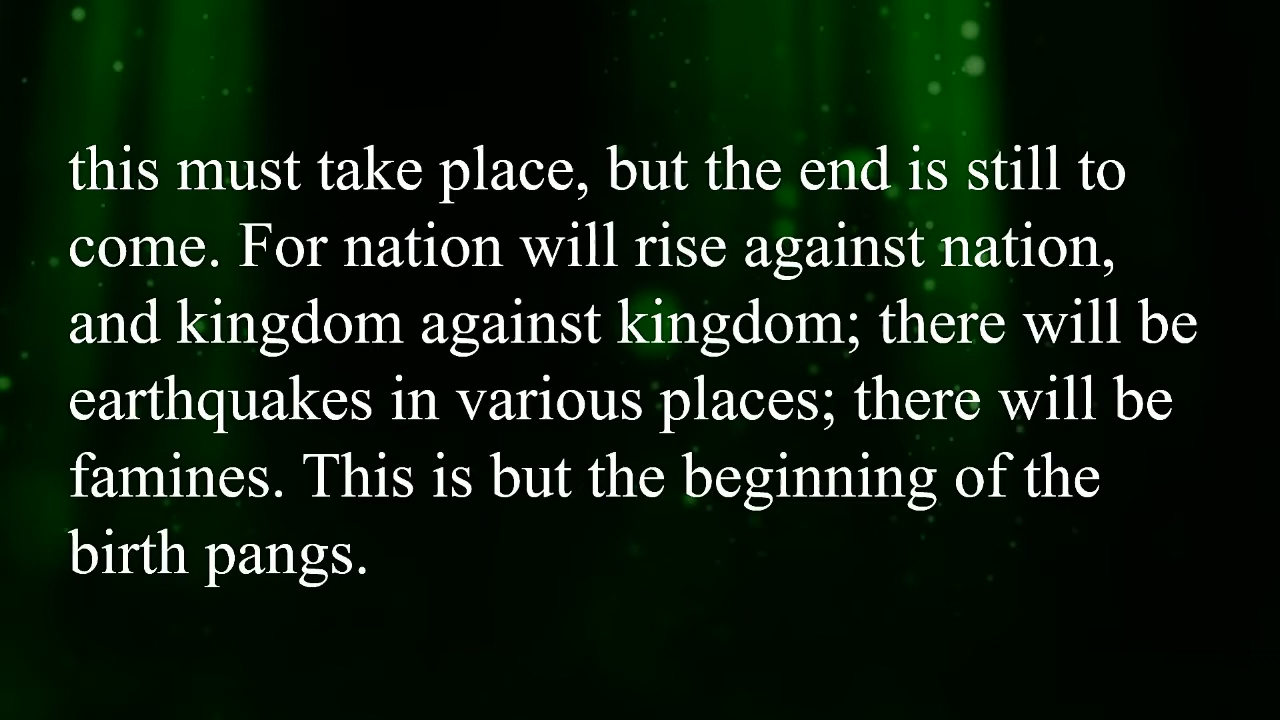 this must take place, but the end is still to
come. For nation will rise against nation,
and kingdom against kingdom; there will be
earthquakes in various places; there will be
famines. This is but the beginning of the
birth pangs.